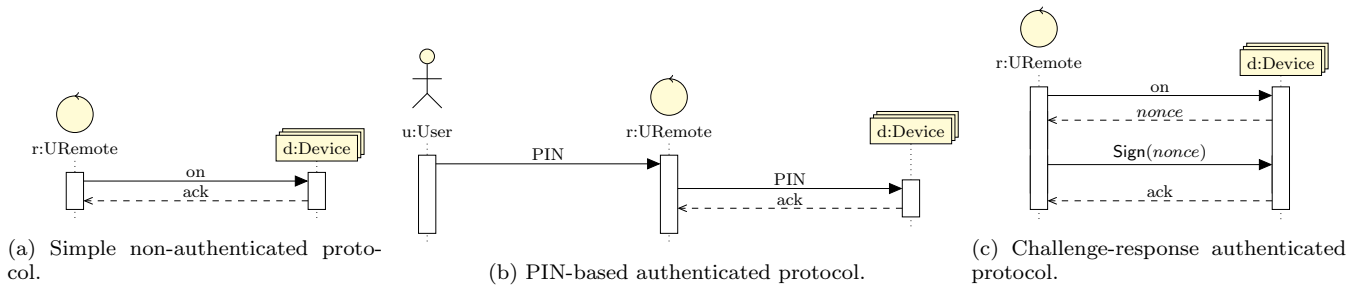 r:URemote
d:Device
on
ack
(a) Simple non-authenticated proto-
col.
u:User
r:URemote
d:Device
PIN
PIN
ack
(b) PIN-based authenticated protocol.
r:URemote
d:Device
on
nonce
Sign(nonce)
ack
(c) Challenge-response authenticated
protocol.